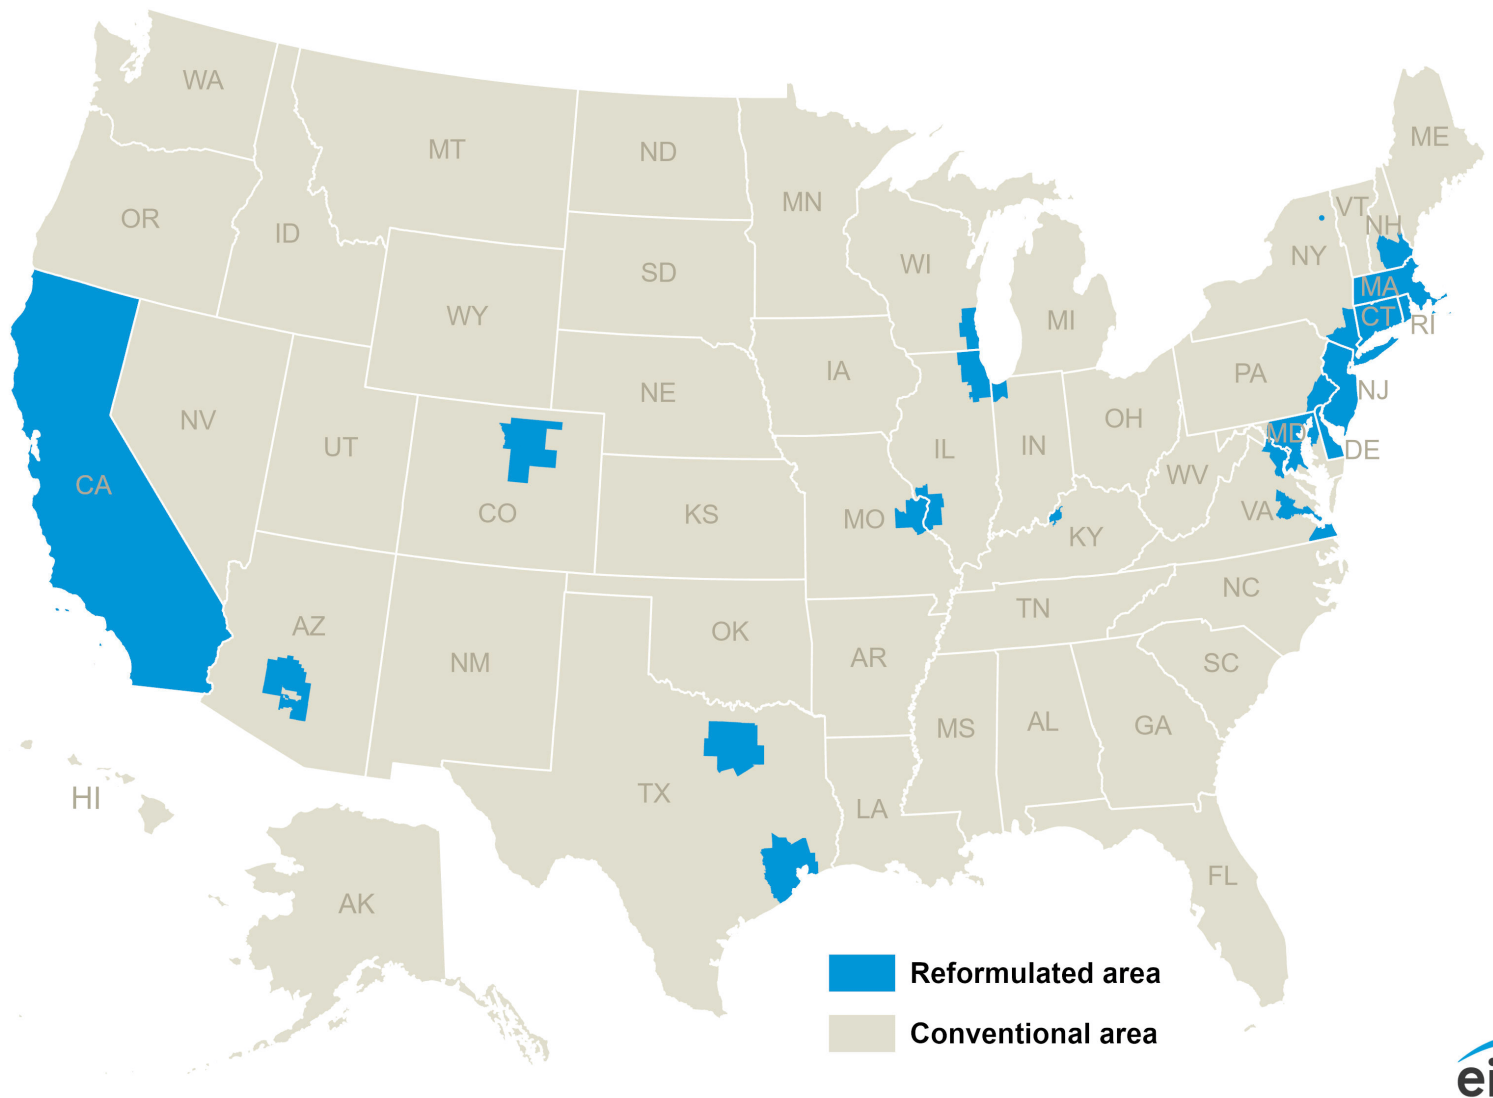 WA
MT
ND
MN
ME
OR
ID
SD
WI
MI
VT
NH
NY
MA
CT
RI
WY
IA
NE
PA
NJ
NV
UT
CO
CA
KS
MO
IL
IN
OH
WV
MD
DE
VA
KY
AZ
NM
OK
AR
TN
NC
SC
MS
AL
GA
TX
LA
FL
HI
AK
Reformulated area
Conventional area
ei